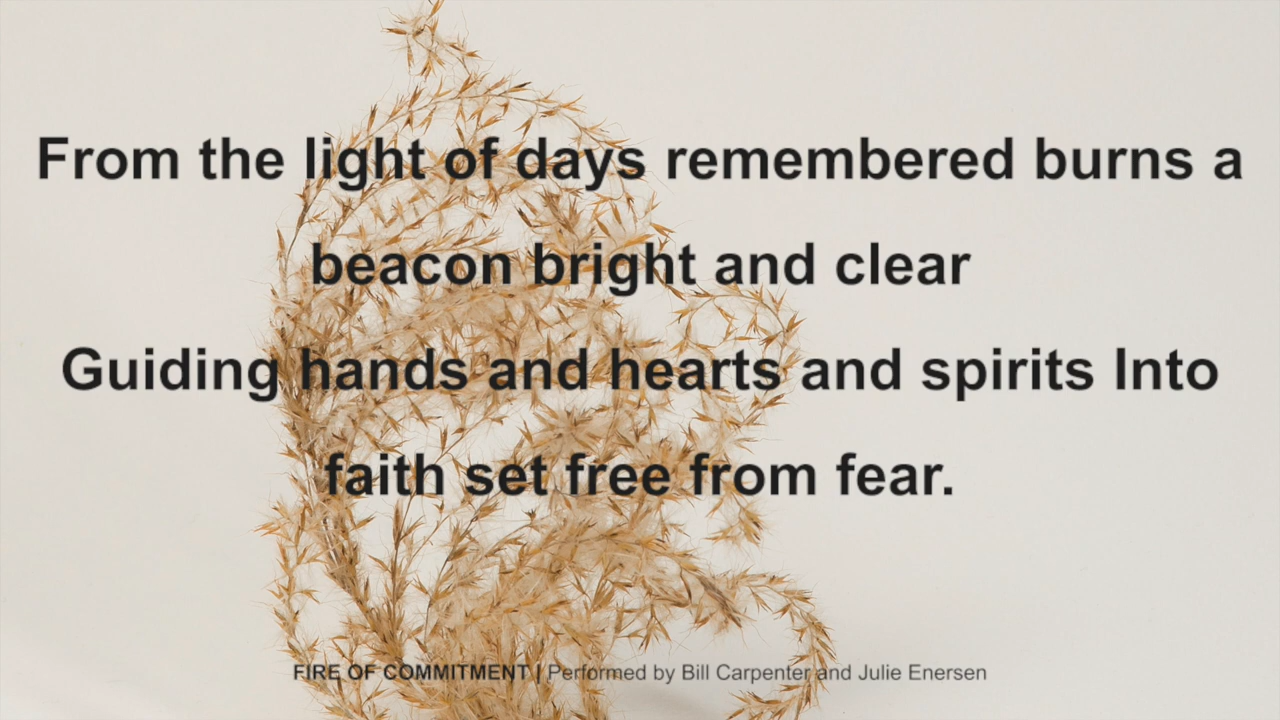 From the light of days remembered burns a
beacon bright and clear
Guiding hands and hearts and spirits Into
faith set free from fear.
FIRE OF COMMITMENT | Performed by Bill Carpenter and Julie Enersen